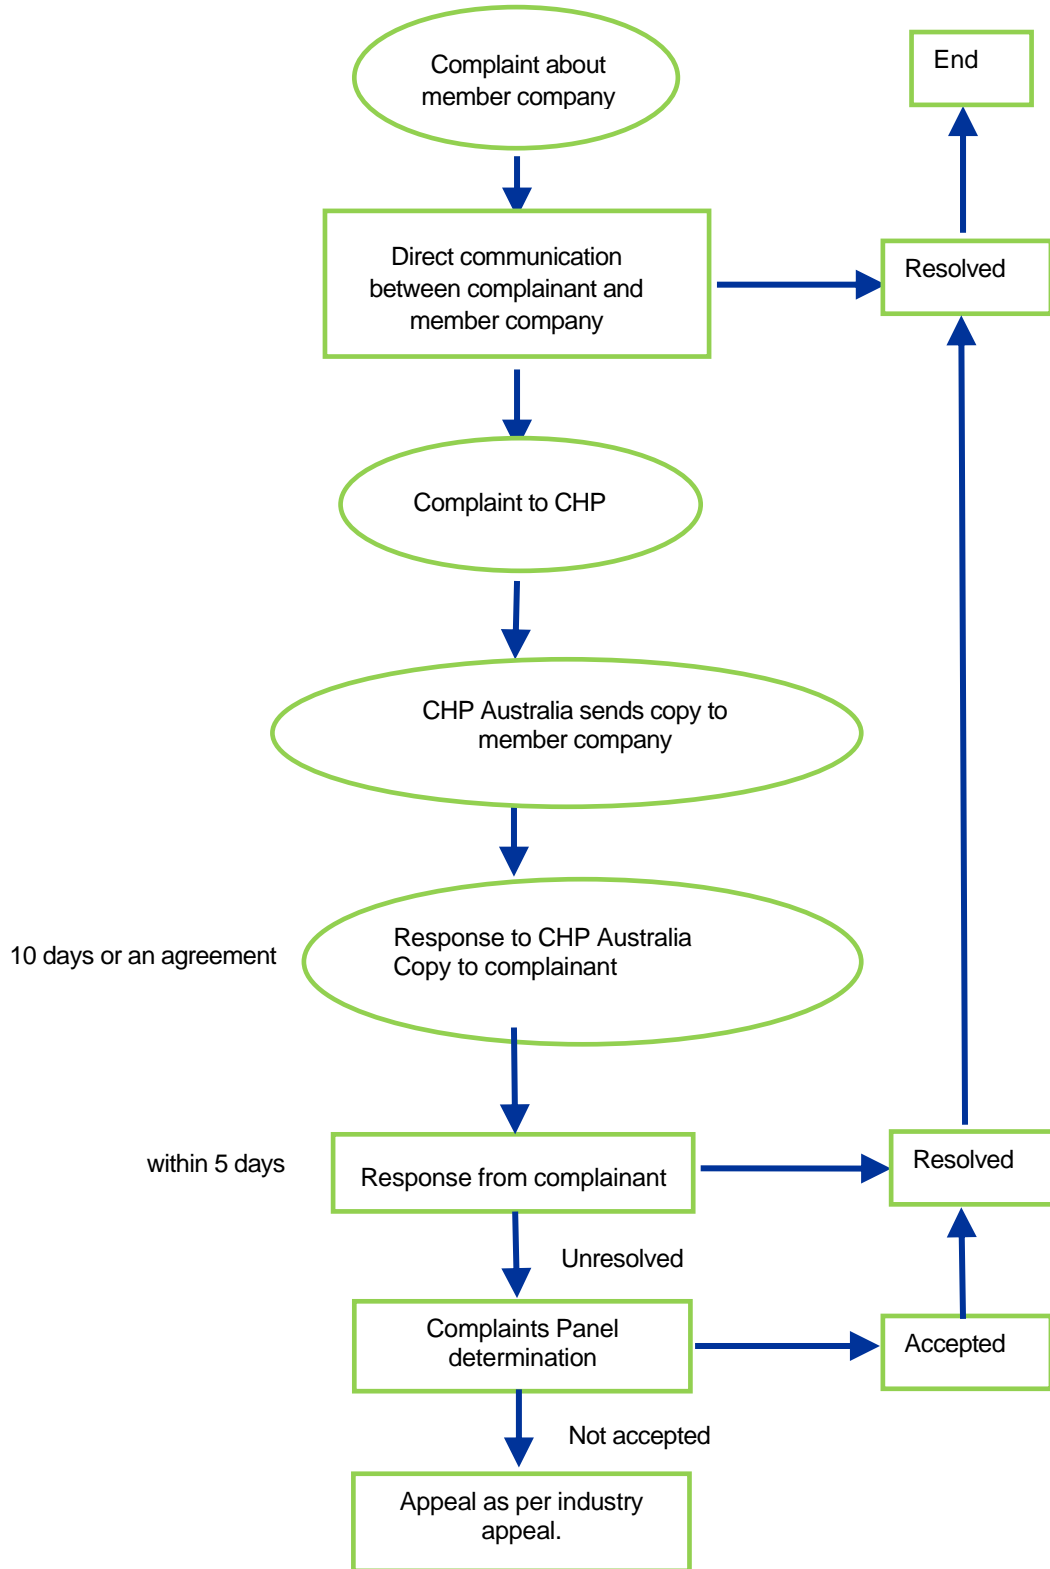 Complaint about
member company
End
Direct communication
between complainant and
member company
Resolved
Complaint to CHP
CHP Australia sends copy to
member company
10 days or an agreement
Response to CHP Australia
Copy to complainant
within 5 days
Response from complainant
Resolved
Unresolved
Complaints Panel
determination
Accepted
Not accepted
Appeal as per industry
appeal.